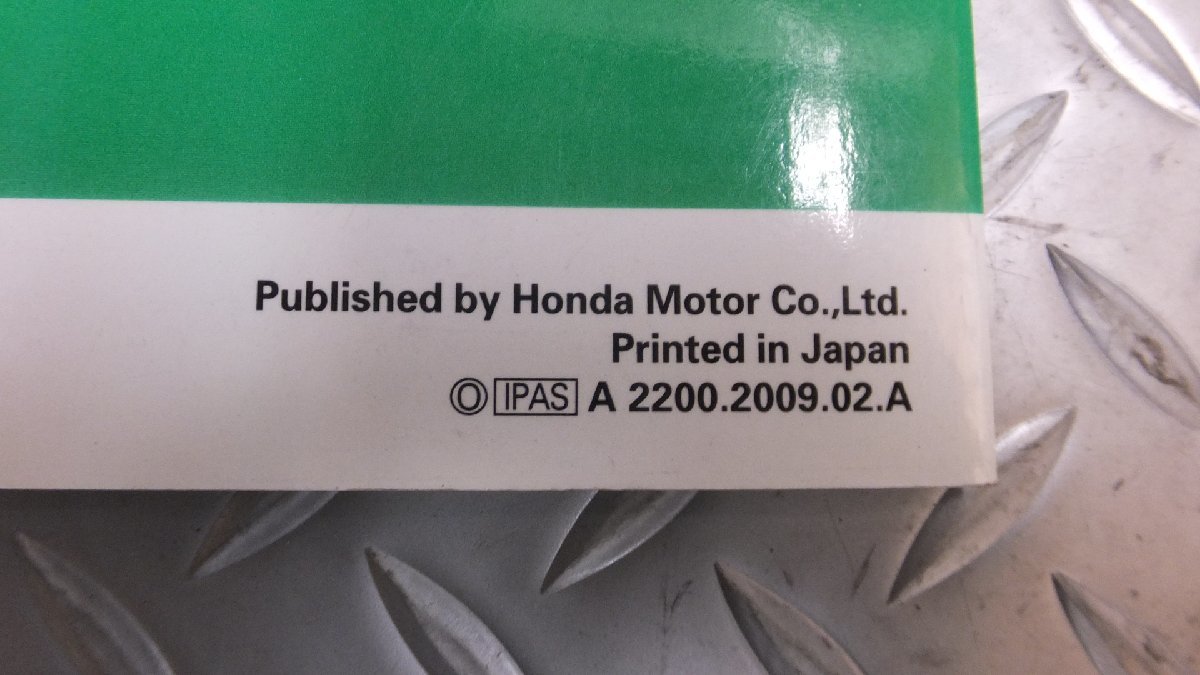 Published by Honda Motor Co.,Ltd.
Printed in Japan
Ⓞ IPAS A 2200.2009.02.A